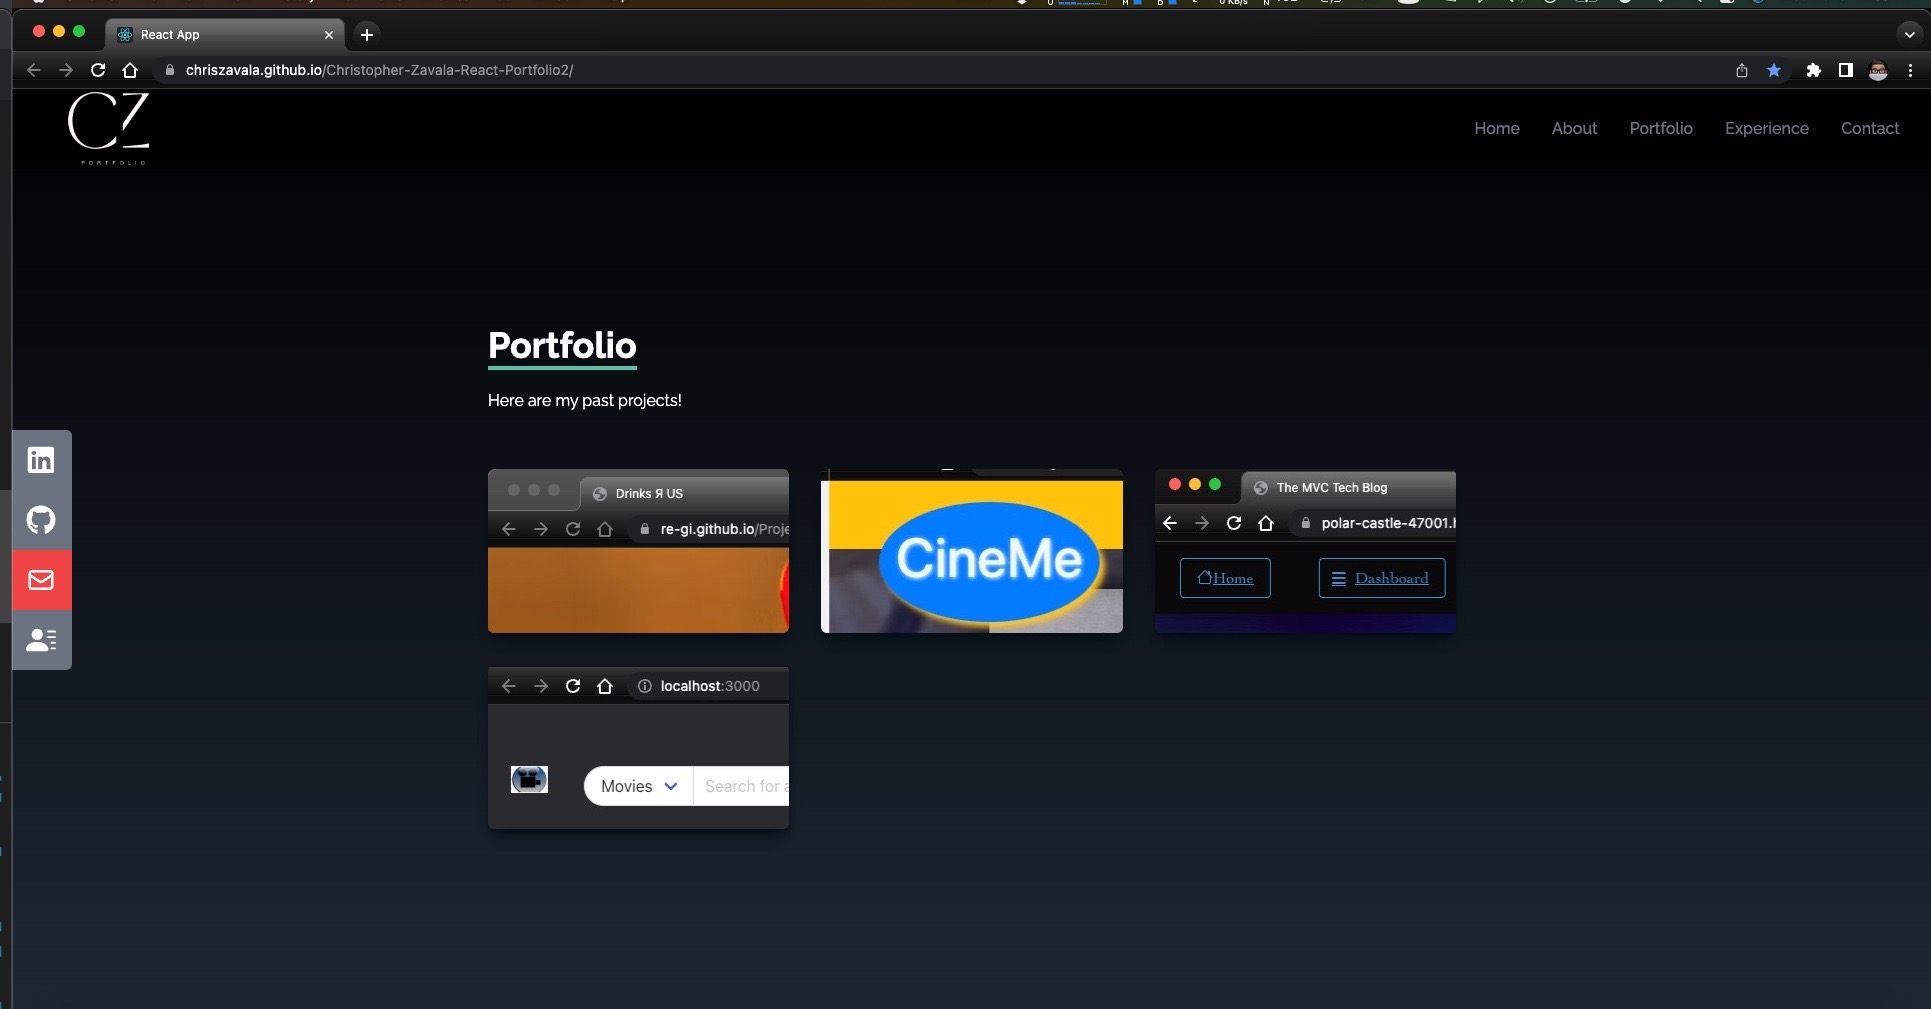 React App
chriszavala.github.io/Christopher-Zavala-React-Portfolio2/
CZ
PORTFOLIO
Home About Portfolio Experience Contact
Portfolio
Here are my past projects!
in
Drinks Я US
re-gi.github.io/Proje
CineMe
The MVC Tech Blog
polar-castle-47001.h
Home Dashboard
localhost:3000
Movies Search for a